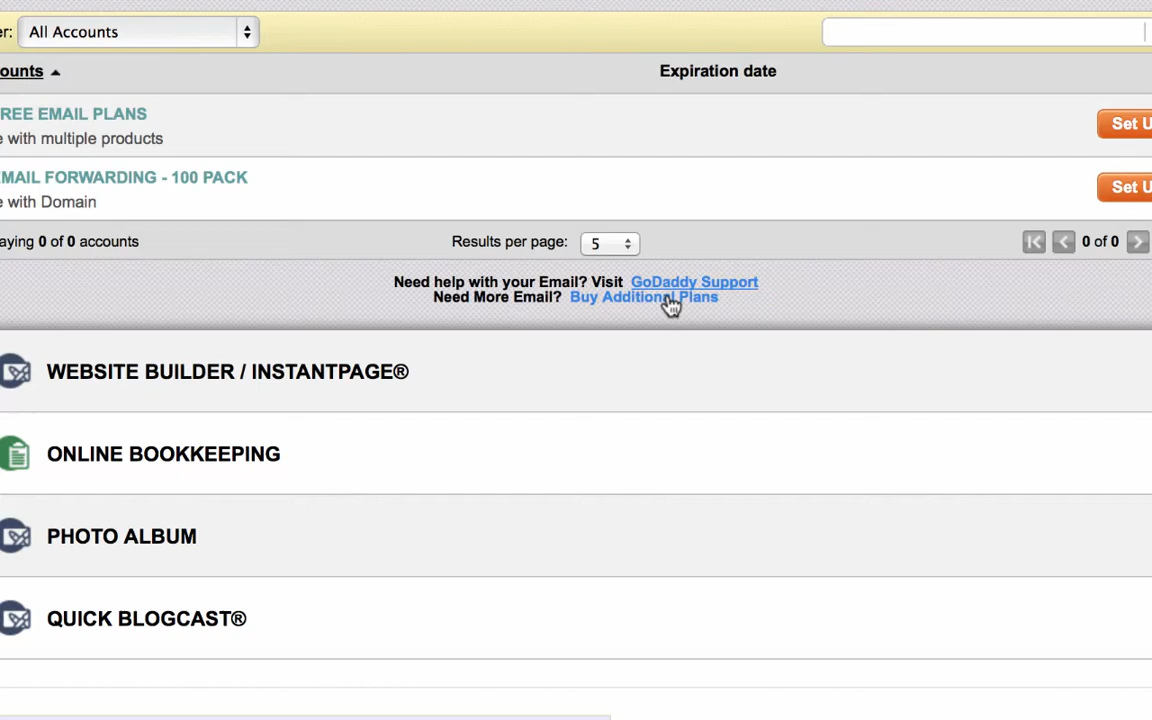 er: All Accounts
ounts Expiration date
REE EMAIL PLANS
e with multiple products
Set U
MAIL FORWARDING - 100 PACK
e with Domain
Set U
aying 0 of 0 accounts Results per page: 5 0 of 0
Need help with your Email? Visit GoDaddy Support
Need More Email? Buy Additional Plans
WEBSITE BUILDER / INSTANTPAGE®
ONLINE BOOKKEEPING
PHOTO ALBUM
QUICK BLOGCAST®